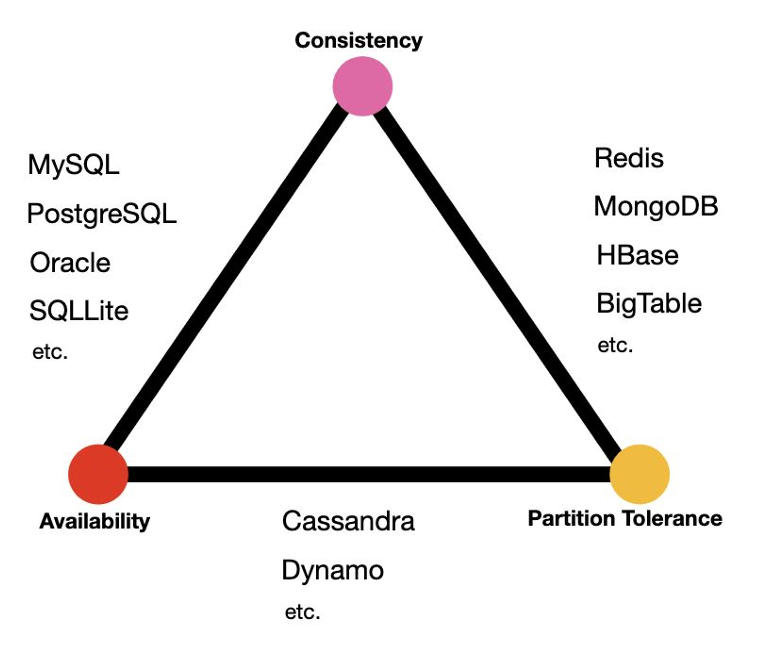 Consistency
MySQL
PostgreSQL
Oracle
SQLLite
etc.
Redis
MongoDB
HBase
BigTable
etc.
Availability
Partition Tolerance
Cassandra
Dynamo
etc.